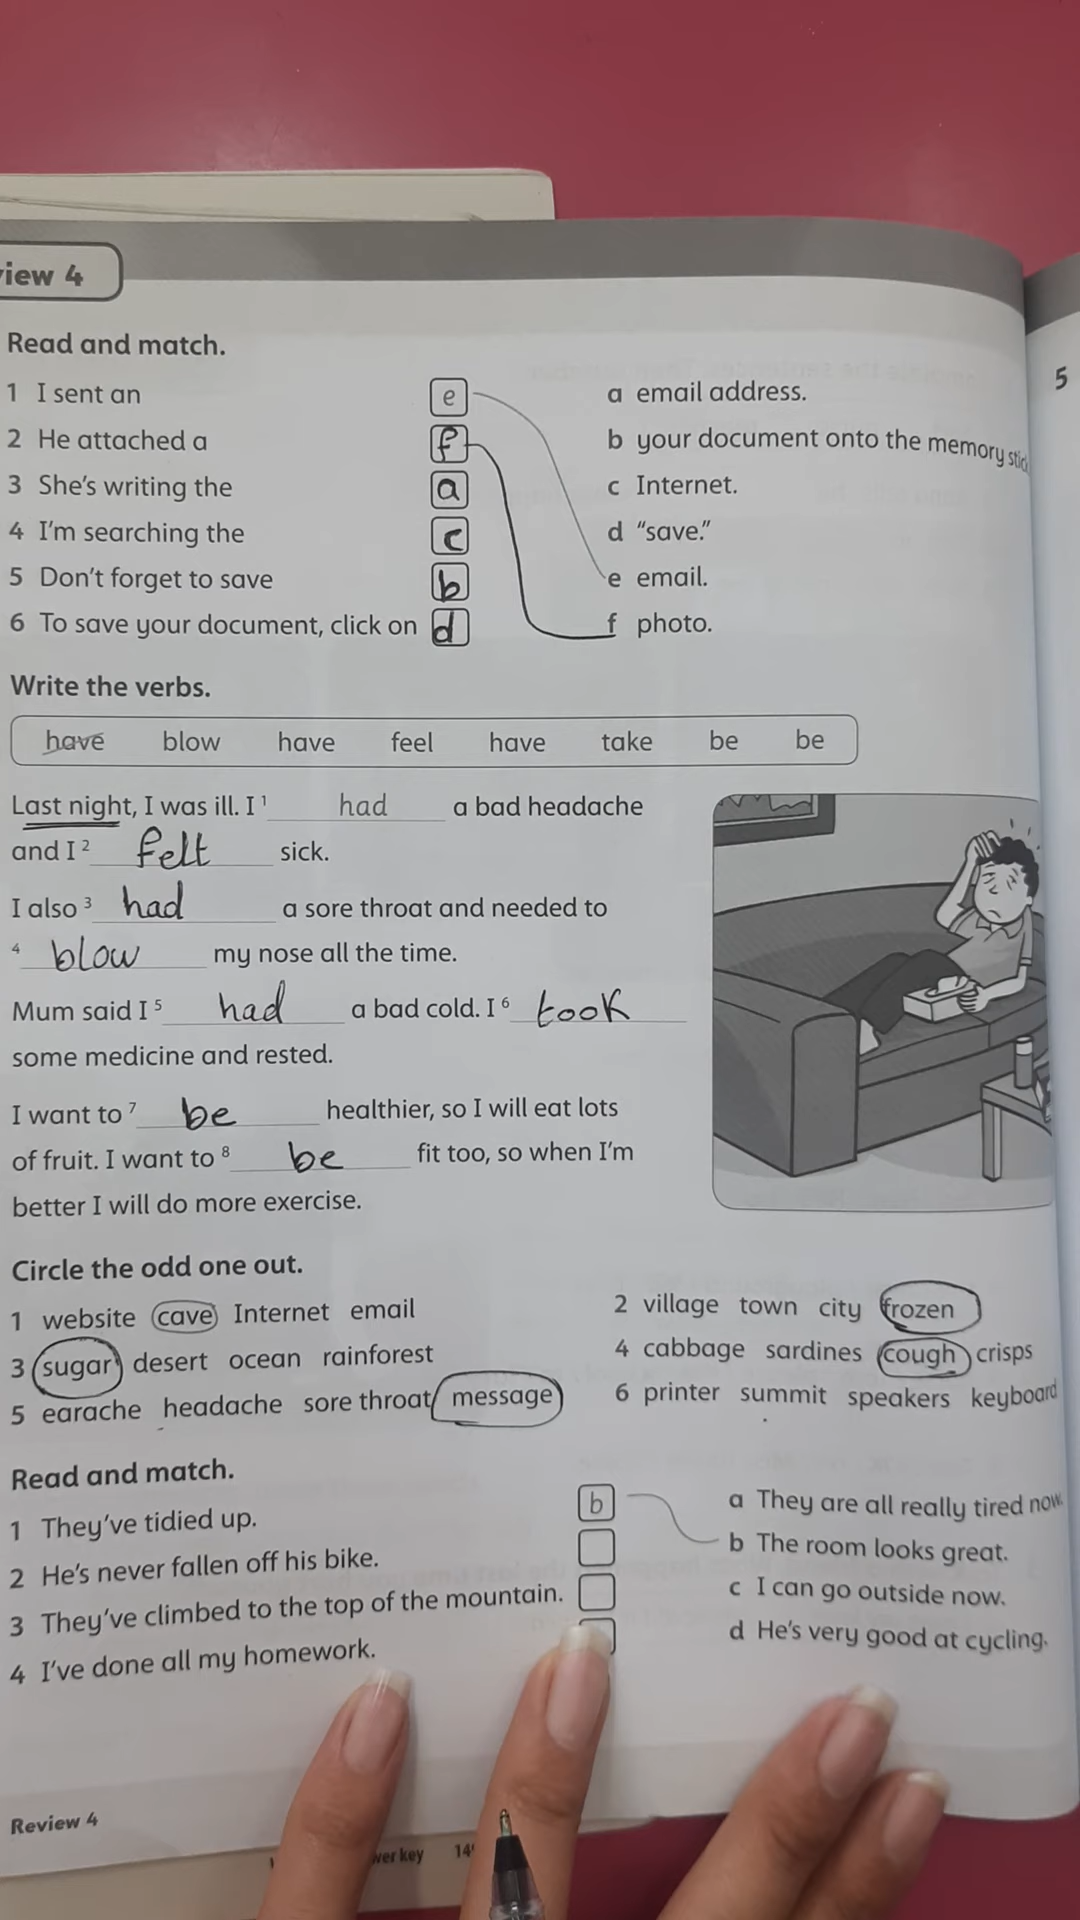 iew 4
Read and match.
1 I sent an e a email address.
2 He attached a f b your document onto the memory
3 She's writing the a c Internet.
4 I'm searching the c d “save.”
5 Don't forget to save b e email.
6 To save your document, click on d f photo.
5
Write the verbs.
have blow have feel have take be be
Last night, I was ill. I 1 had a bad headache
and I 2 felt sick.
I also 3 had a sore throat and needed to
4 blow my nose all the time.
Mum said I 5 had a bad cold. I 6 took
some medicine and rested.
I want to 7 be healthier, so I will eat lots
of fruit. I want to 8 be fit too, so when I'm
better I will do more exercise.
Circle the odd one out.
1 website cave Internet email 2 village town city frozen
3 sugar desert ocean rainforest 4 cabbage sardines cough crisps
5 earache headache sore throat message 6 printer summit speakers keyboard
Read and match.
1 They've tidied up. b a They are all really tired now.
2 He's never fallen off his bike. b The room looks great.
3 They've climbed to the top of the mountain. c I can go outside now.
4 I've done all my homework. d He's very good at cycling.
Review 4
wer key 14